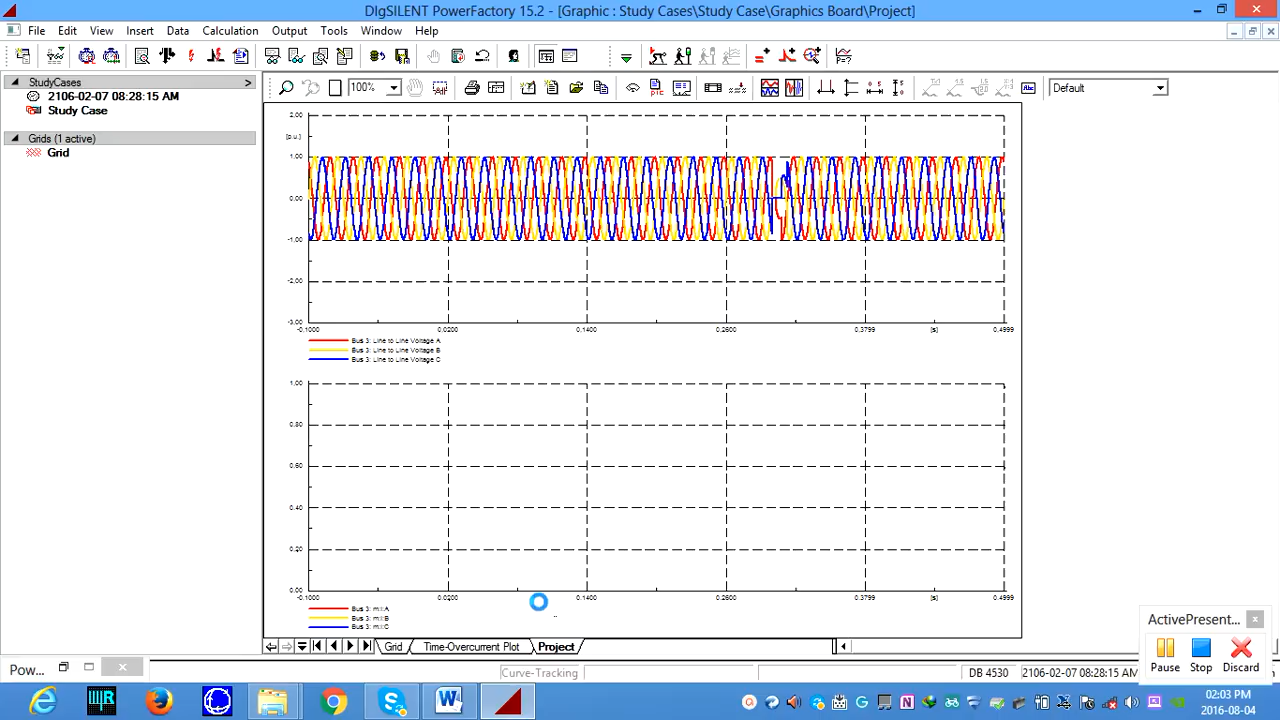 DIgSILENT PowerFactory 15.2 - [Graphic : Study Cases\Study Case\Graphics Board\Project]
File Edit View Insert Data Calculation Output Tools Window Help
StudyCases >
2106-02-07 08:28:15 AM
Study Case
Grids (1 active)
Grid
100%
Default
2.00
[p.u.]
1.00
0.00
-1.00
-2.00
-3.00
-0.1000 0.0200 0.1400 0.2600 0.3799 [s] 0.4999
Bus 3: Line to Line Voltage A
Bus 3: Line to Line Voltage B
Bus 3: Line to Line Voltage C
1.00
0.80
0.60
0.40
0.20
0.00
-0.1000 0.0200 0.1400 0.2600 0.3799 [s] 0.4999
Bus 3: m:I:A
Bus 3: m:I:B
Bus 3: m:I:C
Grid Time-Overcurrent Plot Project
Pow...
Curve-Tracking
DB 4530 2106-02-07 08:28:15 AM
ActivePresent...
Pause Stop Discard
02:03 PM
2016-08-04